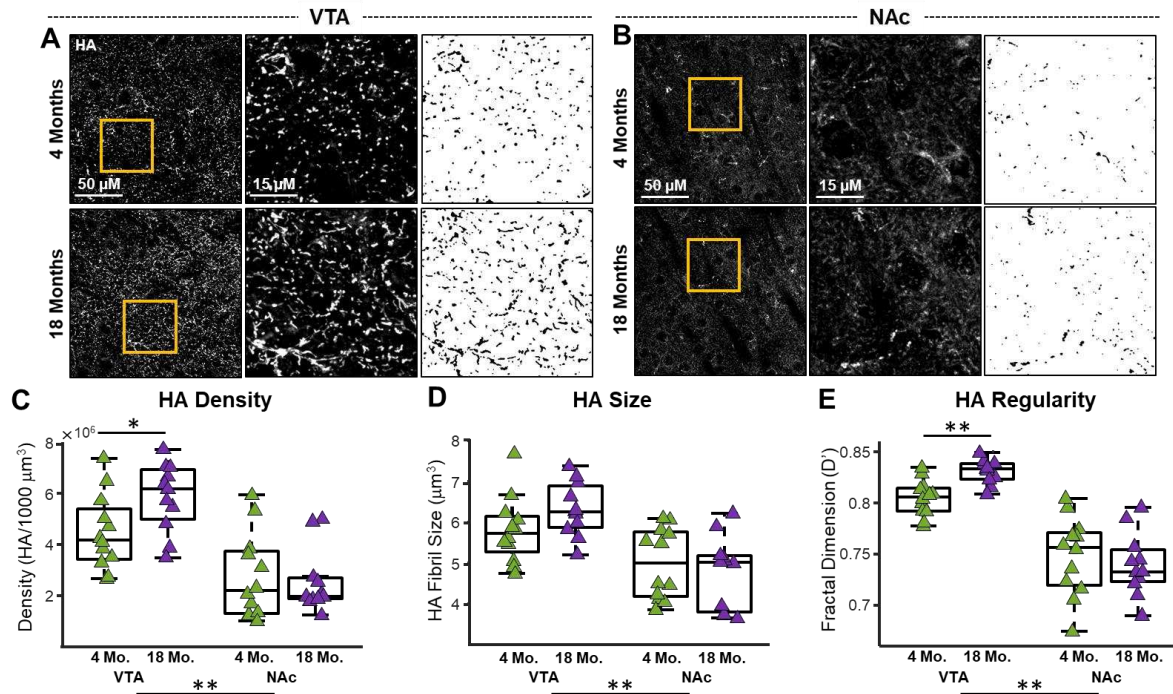 VTA
NAc
A
HA
4 Months
50 µM
15 µM
18 Months
B
4 Months
50 µM
15 µM
18 Months
C
HA Density
×10⁶
Density (HA/1000 µm³)
8
6
4
2
*
4 Mo. 18 Mo. 4 Mo. 18 Mo.
VTA NAc
**
D
HA Size
HA Fibril Size (µm³)
8
7
6
5
4
4 Mo. 18 Mo. 4 Mo. 18 Mo.
VTA NAc
**
E
HA Regularity
Fractal Dimension (D')
0.85
0.8
0.75
0.7
**
4 Mo. 18 Mo. 4 Mo. 18 Mo.
VTA NAc
**